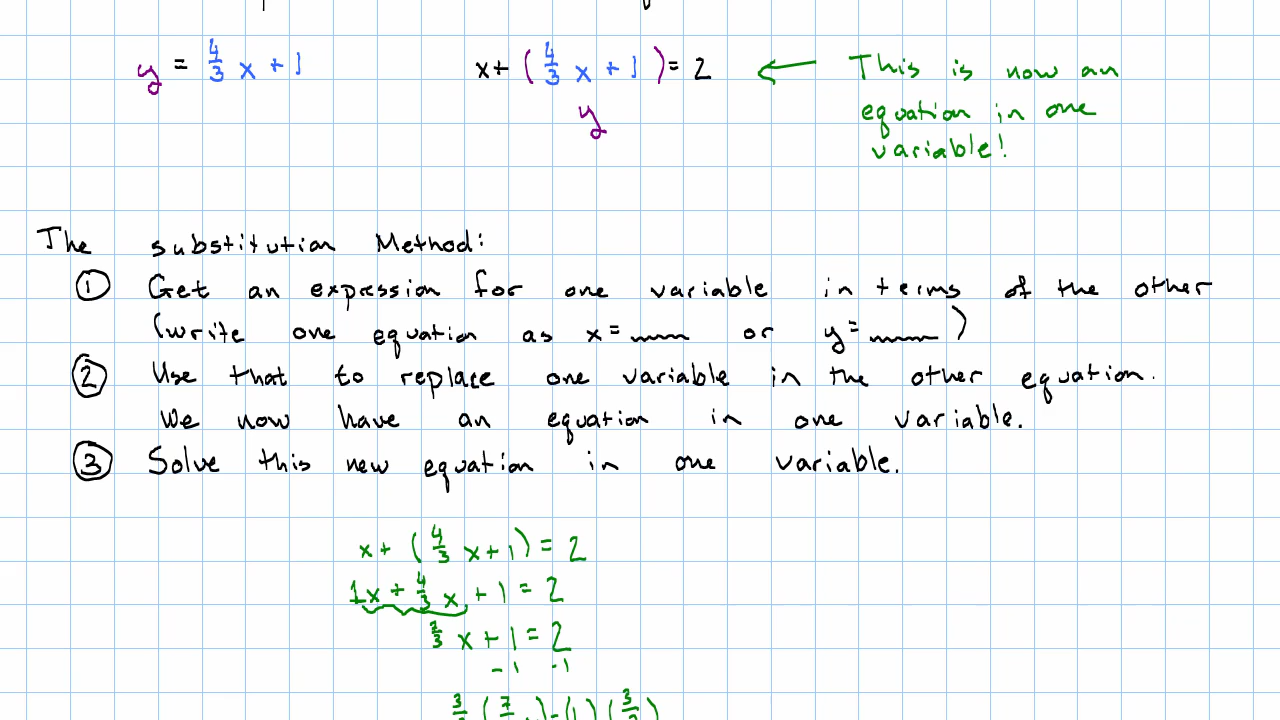 y = 4/3 x + 1
x + ( 4/3 x + 1 ) = 2
y
This is now an
equation in one
variable!
The substitution Method:
① Get an expression for one variable in terms of the other
(write one equation as x = ___ or y = ___ )
② Use that to replace one variable in the other equation.
We now have an equation in one variable.
③ Solve this new equation in one variable.
x + ( 4/3 x + 1 ) = 2
1x + 4/3 x + 1 = 2
7/3 x + 1 = 2
-1 -1